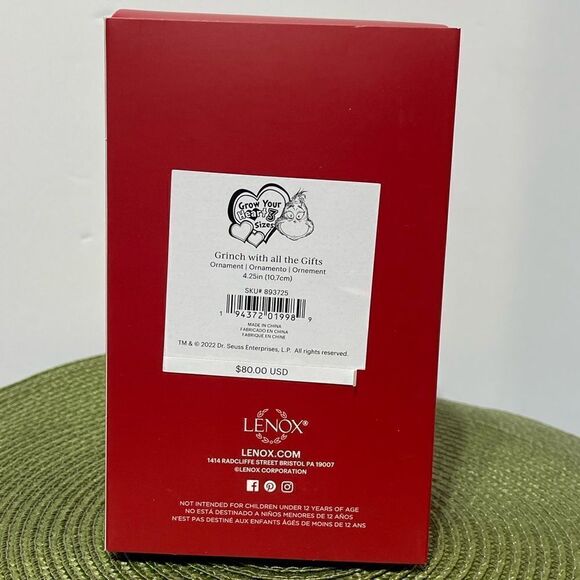 Grow Your
Heart 3
Sizes
Grinch with all the Gifts
Ornament | Ornamento | Ornement
4.25in (10,7cm)
SKU# 893725
1 94372 01998 9
MADE IN CHINA
FABRICADO EN CHINA
FABRIQUÉ EN CHINE
TM & © 2022 Dr. Seuss Enterprises, L.P. All rights reserved.
$80.00 USD
LENOX®
LENOX.COM
1414 RADCLIFFE STREET BRISTOL PA 19007
©LENOX CORPORATION
NOT INTENDED FOR CHILDREN UNDER 12 YEARS OF AGE
NO ESTÁ DESTINADO A NIÑOS MENORES DE 12 AÑOS
N'EST PAS DESTINÉ AUX ENFANTS ÂGÉS DE MOINS DE 12 ANS